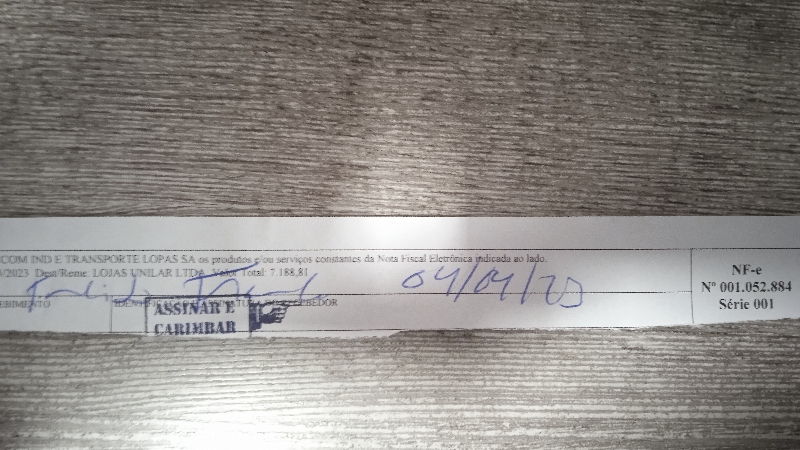 COM IND E TRANSPORTE LOPAS SA os produtos e/ou serviços constantes da Nota Fiscal Eletrônica indicada ao lado.
/2023 Dest/Reme: LOJAS UNILAR LTDA Valor Total: 7.188,81
04/04/23
EBIMENTO
ASSINAR E
CARIMBAR
NF-e
Nº 001.052.884
Série 001